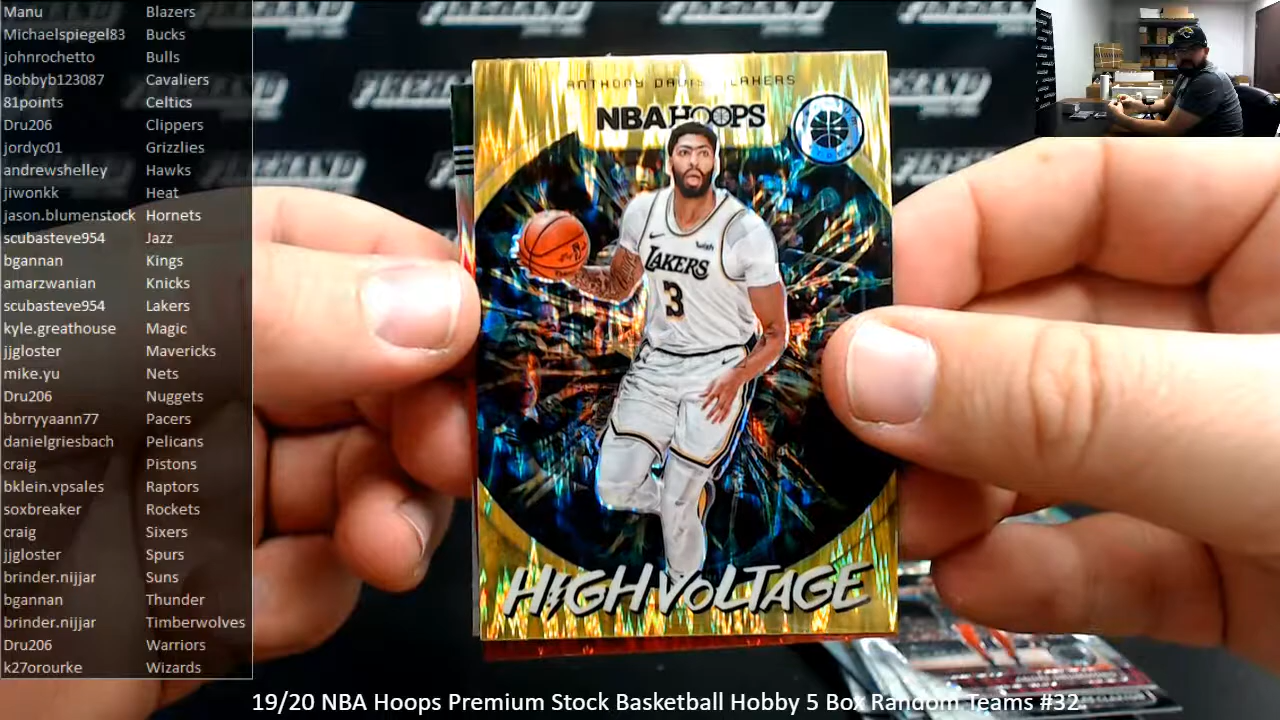 Manu Blazers
Michaelspiegel83 Bucks
johnrochetto Bulls
Bobbyb123087 Cavaliers
81points Celtics
Dru206 Clippers
jordyc01 Grizzlies
andrewshelley Hawks
jiwonkk Heat
jason.blumenstock Hornets
scubasteve954 Jazz
bgannan Kings
amarzwanian Knicks
scubasteve954 Lakers
kyle.greathouse Magic
jjgloster Mavericks
mike.yu Nets
Dru206 Nuggets
bbrryyaann77 Pacers
danielgriesbach Pelicans
craig Pistons
bklein.vpsales Raptors
soxbreaker Rockets
craig Sixers
jjgloster Spurs
brinder.nijjar Suns
bgannan Thunder
brinder.nijjar Timberwolves
Dru206 Warriors
k27orourke Wizards
FIREHAND
ANTHONY DAVIS LAKERS
NBA HOOPS
wish
LAKERS
3
HIGH VOLTAGE
19/20 NBA Hoops Premium Stock Basketball Hobby 5 Box Random Teams #32